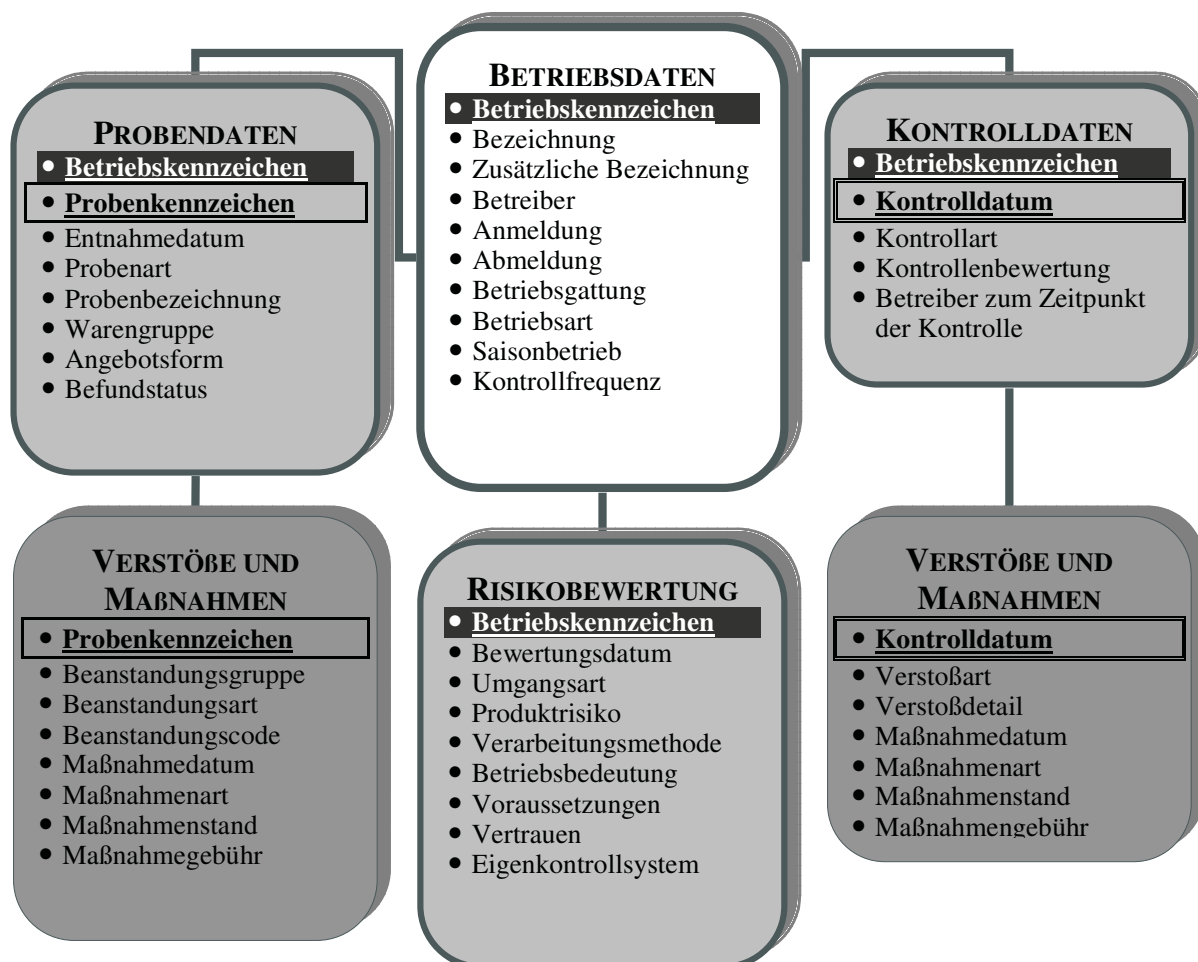 PROBENDATEN
• Betriebskennzeichen
• Probenkennzeichen
• Entnahmedatum
• Probenart
• Probenbezeichnung
• Warengruppe
• Angebotsform
• Befundstatus
BETRIEBSDATEN
• Betriebskennzeichen
• Bezeichnung
• Zusätzliche Bezeichnung
• Betreiber
• Anmeldung
• Abmeldung
• Betriebsgattung
• Betriebsart
• Saisonbetrieb
• Kontrollfrequenz
KONTROLLDATEN
• Betriebskennzeichen
• Kontrolldatum
• Kontrollart
• Kontrollenbewertung
• Betreiber zum Zeitpunkt
der Kontrolle
VERSTÖßE UND
MAßNAHMEN
• Probenkennzeichen
• Beanstandungsgruppe
• Beanstandungsart
• Beanstandungscode
• Maßnahmedatum
• Maßnahmenart
• Maßnahmenstand
• Maßnahmegebühr
RISIKOBEWERTUNG
• Betriebskennzeichen
• Bewertungsdatum
• Umgangsart
• Produktrisiko
• Verarbeitungsmethode
• Betriebsbedeutung
• Voraussetzungen
• Vertrauen
• Eigenkontrollsystem
VERSTÖßE UND
MAßNAHMEN
• Kontrolldatum
• Verstoßart
• Verstoßdetail
• Maßnahmedatum
• Maßnahmenart
• Maßnahmenstand
• Maßnahmengebühr